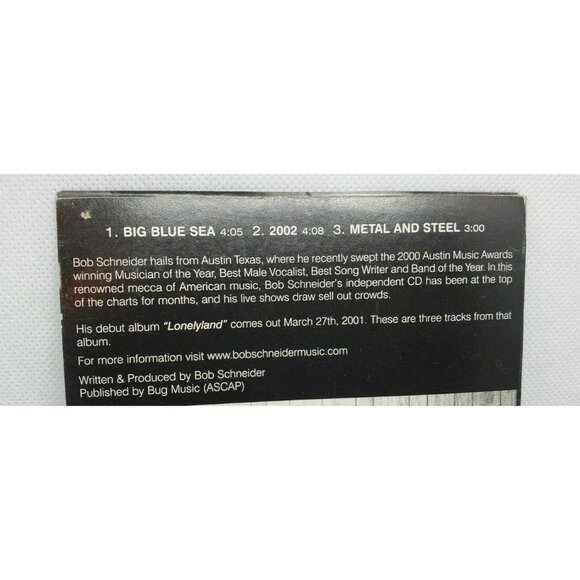 1. BIG BLUE SEA 4:05 2. 2002 4:08 3. METAL AND STEEL 3:00
Bob Schneider hails from Austin Texas, where he recently swept the 2000 Austin Music Awards
winning Musician of the Year, Best Male Vocalist, Best Song Writer and Band of the Year. In this
renowned mecca of American music, Bob Schneider's independent CD has been at the top
of the charts for months, and his live shows draw sell out crowds.
His debut album "Lonelyland" comes out March 27th, 2001. These are three tracks from that
album.
For more information visit www.bobschneidermusic.com
Written & Produced by Bob Schneider
Published by Bug Music (ASCAP)